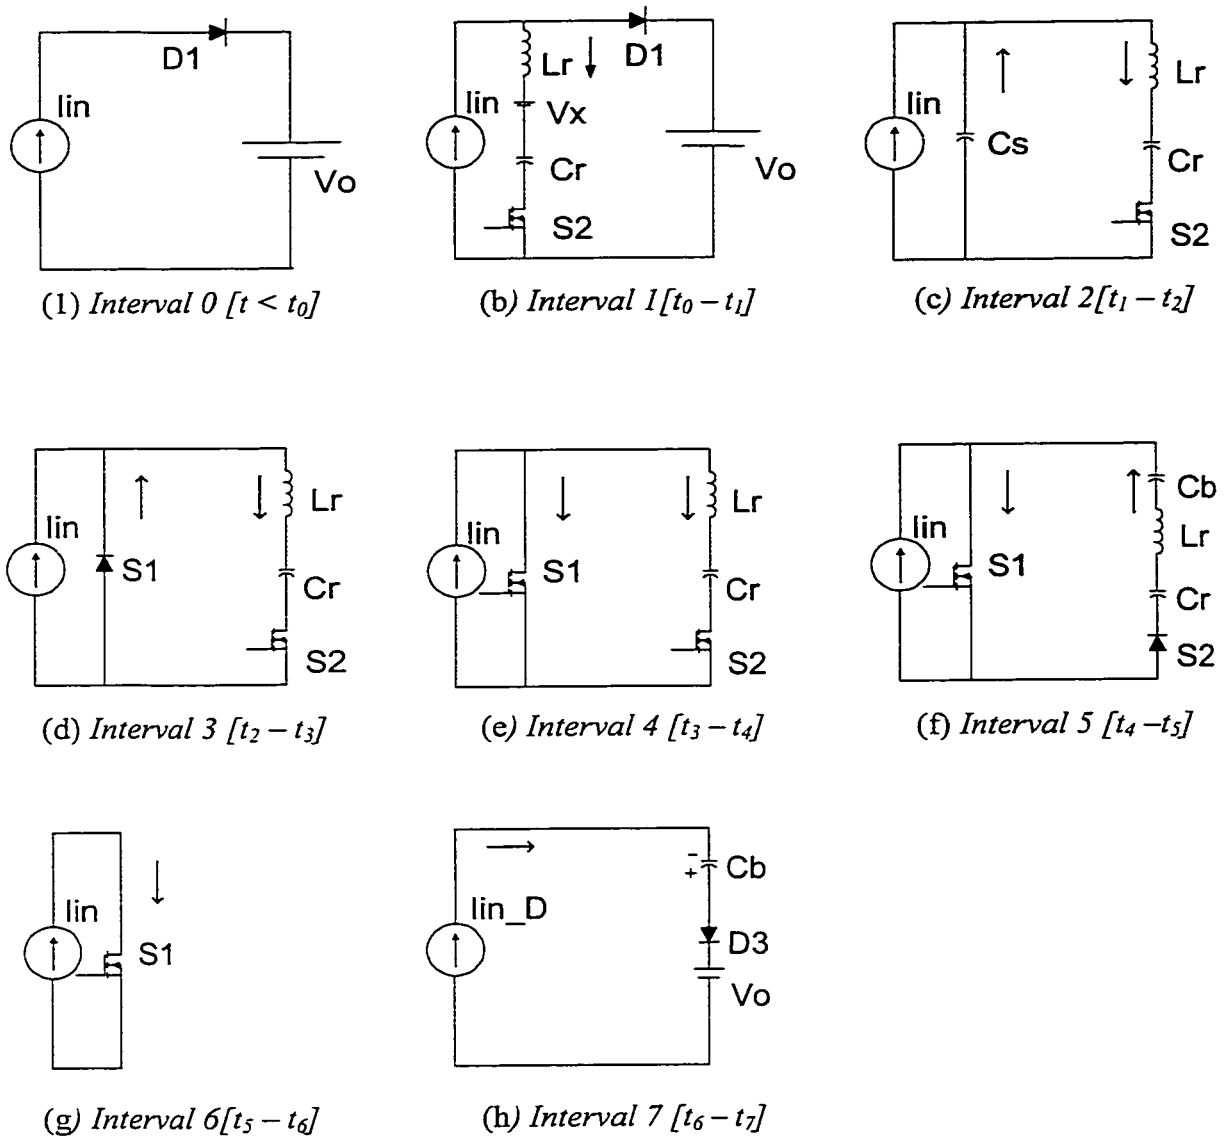 D1
Iin
Vo
(1) Interval 0 [t < t0]
D1
Lr
Iin
Vx
Cr
Vo
S2
(b) Interval 1[t0 – t1]
Lr
Iin
Cs
Cr
S2
(c) Interval 2[t1 – t2]
Lr
Iin
S1
Cr
S2
(d) Interval 3 [t2 – t3]
Lr
Iin
S1
Cr
S2
(e) Interval 4 [t3 – t4]
Cb
Iin
Lr
S1
Cr
S2
(f) Interval 5 [t4 –t5]
Iin
S1
(g) Interval 6[t5 – t6]
-
+
Cb
Iin_D
D3
Vo
(h) Interval 7 [t6 – t7]